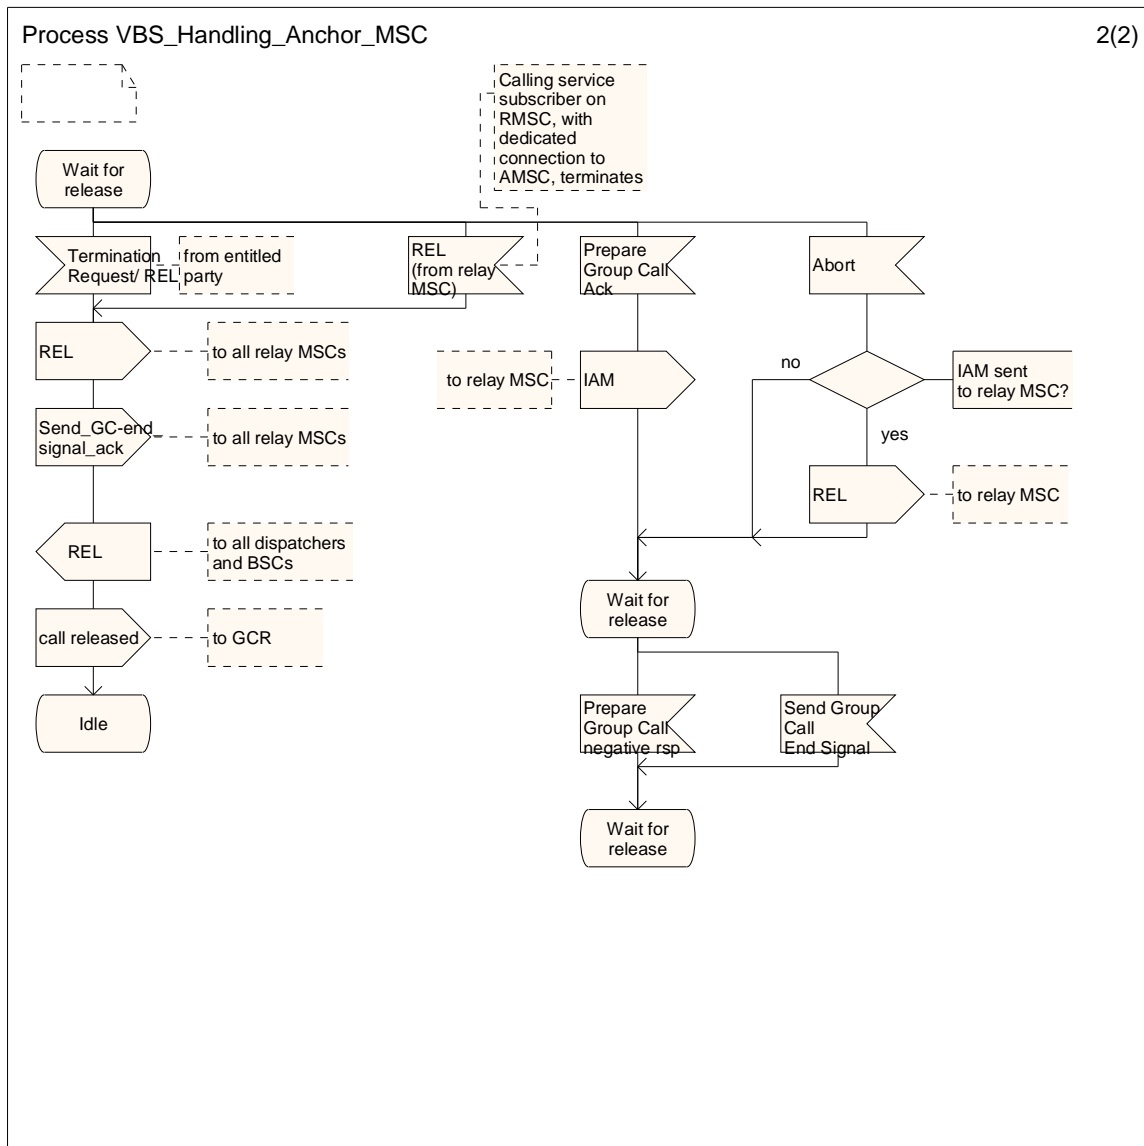 Process VBS_Handling_Anchor_MSC
2(2)
Calling service
subscriber on
RMSC, with
dedicated
connection to
AMSC, terminates
Wait for
release
Termination
Request/ REL
from entitled
party
REL
(from relay
MSC)
Prepare
Group Call
Ack
Abort
REL
to all relay MSCs
to relay MSC
IAM
no
IAM sent
to relay MSC?
yes
Send_GC-end_
signal_ack
to all relay MSCs
REL
to relay MSC
REL
to all dispatchers
and BSCs
Wait for
release
call released
to GCR
Idle
Prepare
Group Call
negative rsp
Send Group
Call
End Signal
Wait for
release